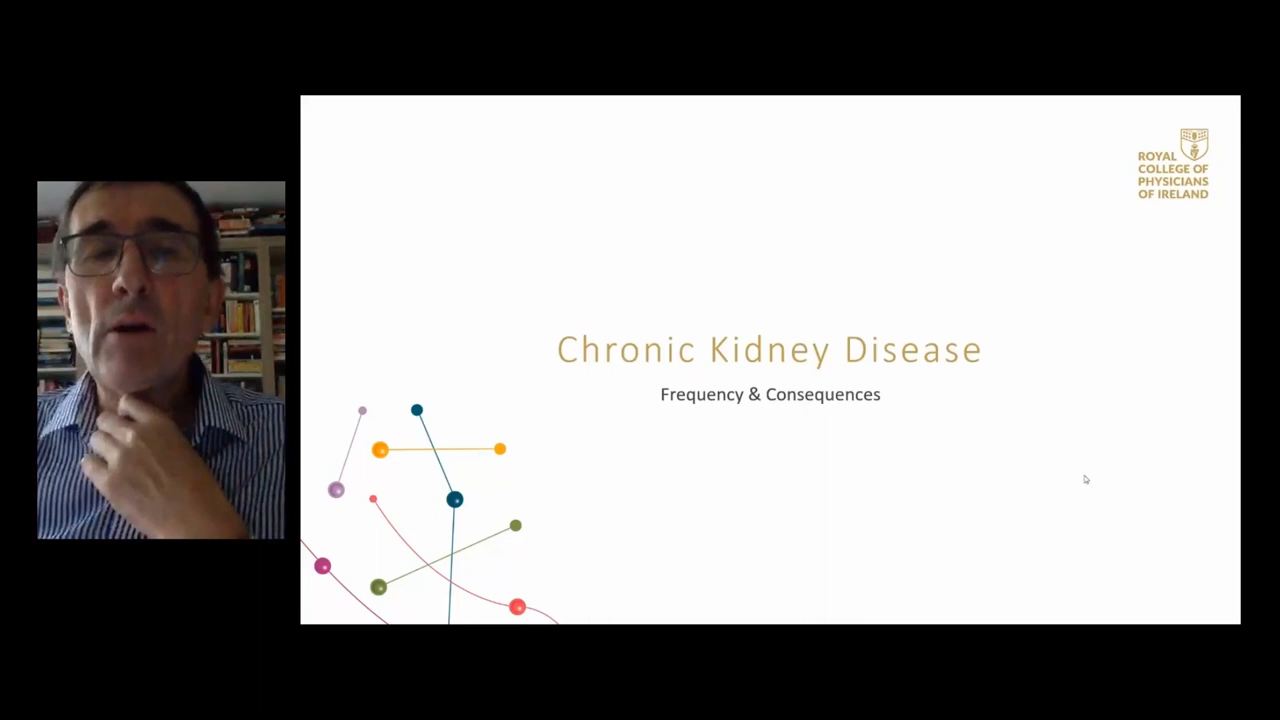 ROYAL
COLLEGE OF
PHYSICIANS
OF IRELAND
Chronic Kidney Disease
Frequency & Consequences